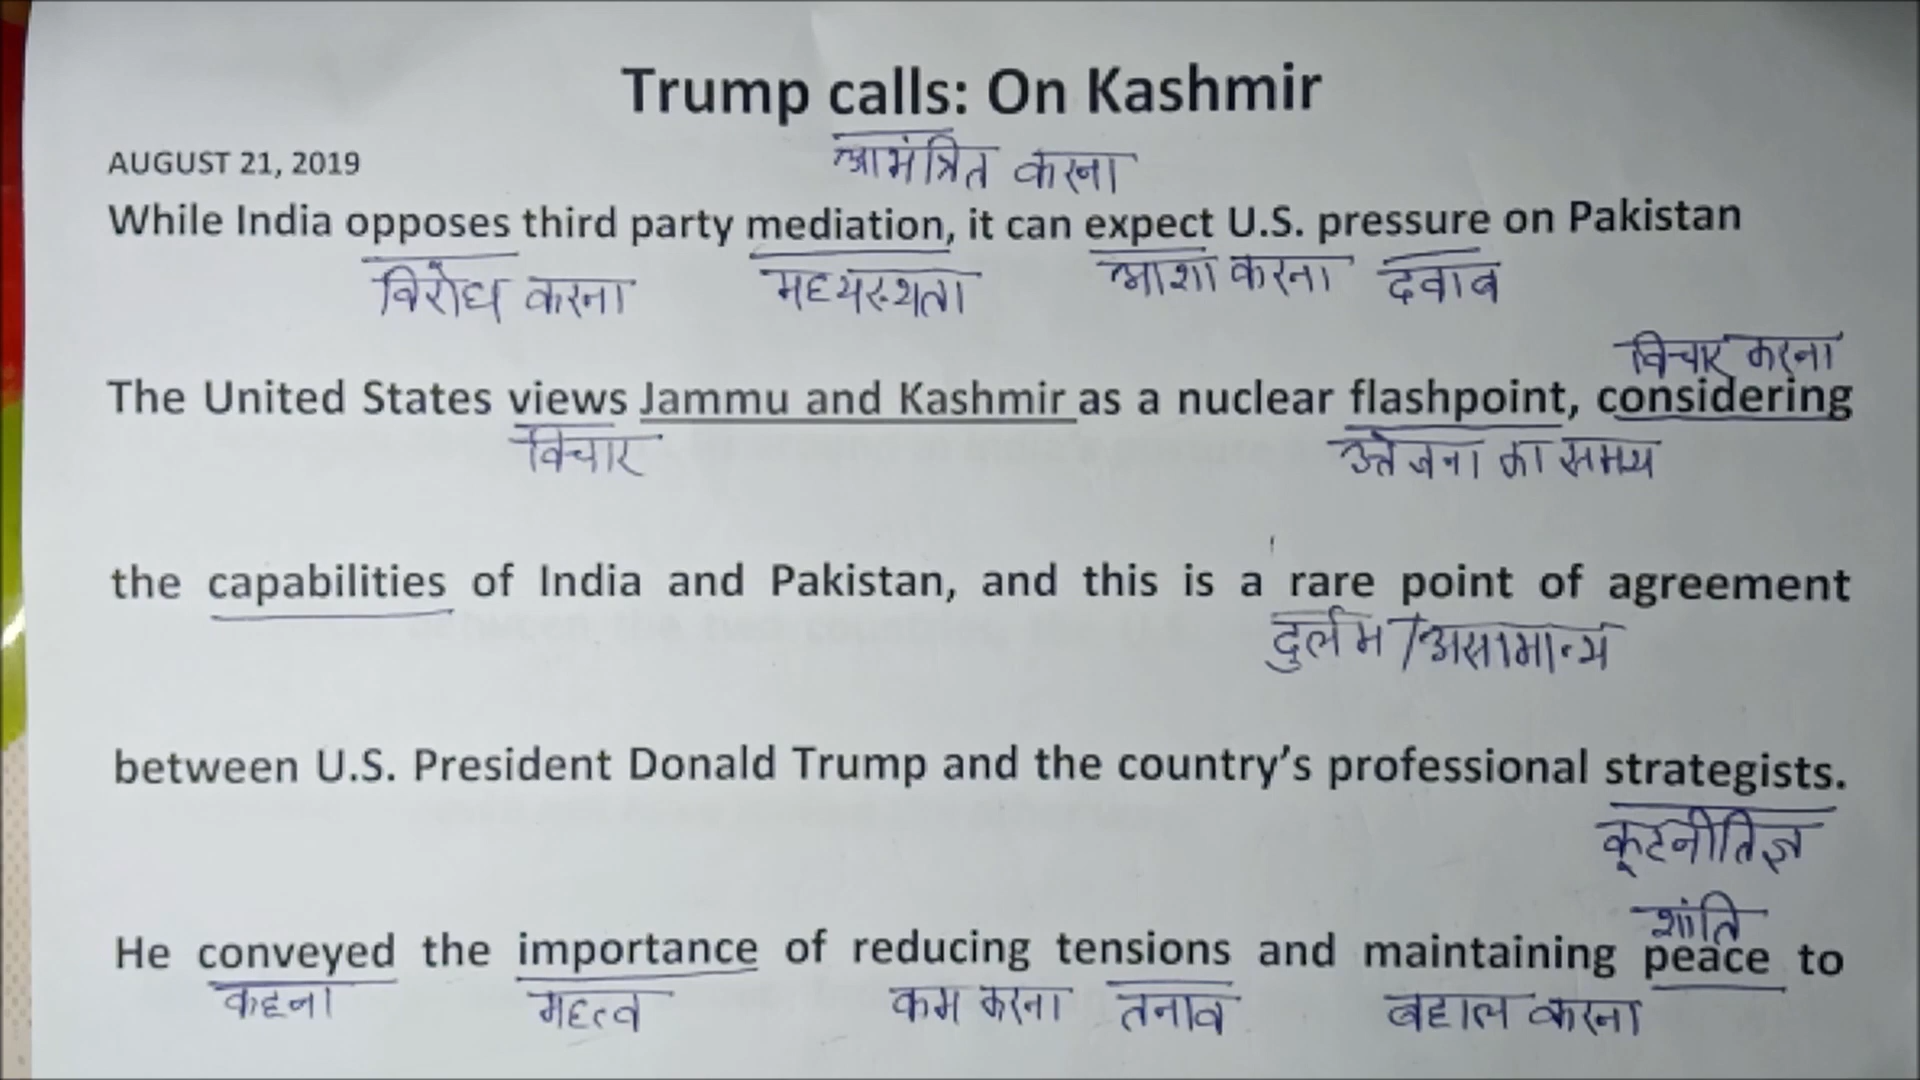 Trump calls: On Kashmir
AUGUST 21, 2019
आमंत्रित करना
While India opposes third party mediation, it can expect U.S. pressure on Pakistan
विरोध करना मध्यस्थता आशा करना दवाब
विचार करना
The United States views Jammu and Kashmir as a nuclear flashpoint, considering
विचार उत्तेजना का समय
the capabilities of India and Pakistan, and this is a rare point of agreement
दुर्लभ / असामान्य
between U.S. President Donald Trump and the country's professional strategists.
कूटनीतिज्ञ
शांति
He conveyed the importance of reducing tensions and maintaining peace to
कहना महत्व कम करना तनाव बहाल करना